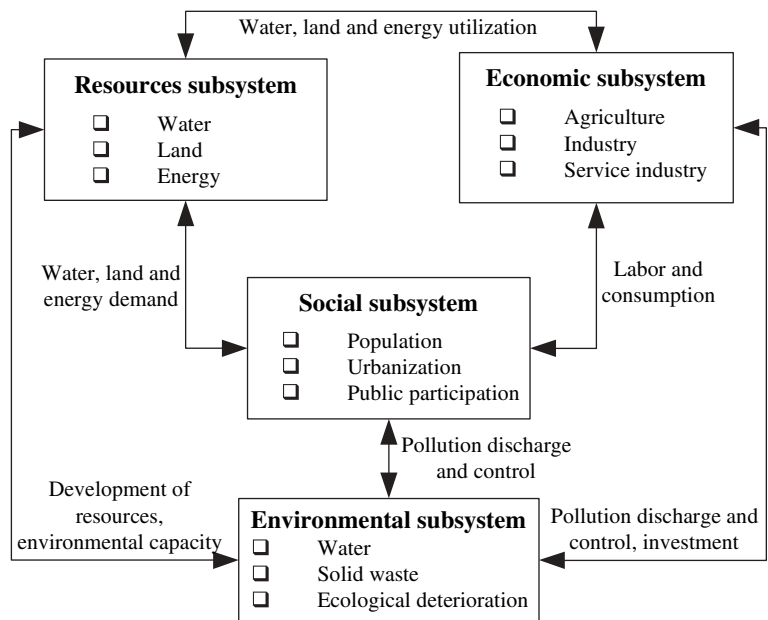 Water, land and energy utilization
Resources subsystem
❑ Water
❑ Land
❑ Energy
Economic subsystem
❑ Agriculture
❑ Industry
❑ Service industry
Water, land and
energy demand
Labor and
consumption
Social subsystem
❑ Population
❑ Urbanization
❑ Public participation
Pollution discharge
and control
Development of
resources,
environmental capacity
Environmental subsystem
❑ Water
❑ Solid waste
❑ Ecological deterioration
Pollution discharge and
control, investment